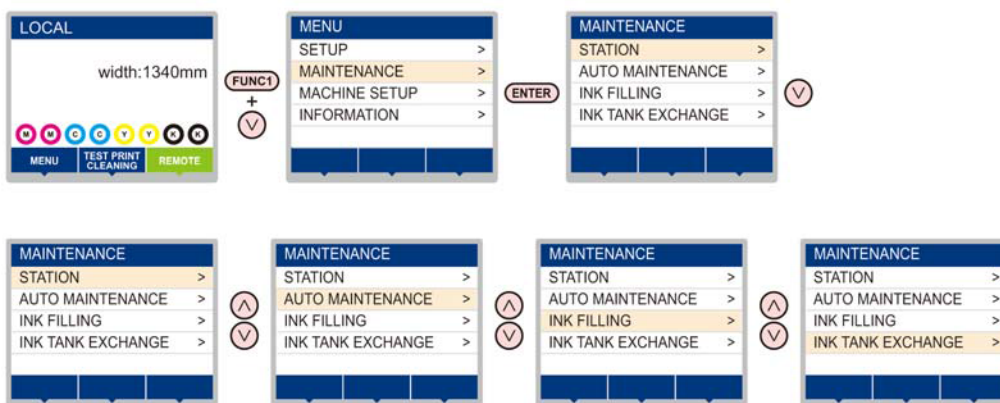 LOCAL
width:1340mm
M M C C Y Y K K
MENU
TEST PRINT
CLEANING
REMOTE
FUNC1
+
MENU
SETUP >
MAINTENANCE >
MACHINE SETUP >
INFORMATION >
ENTER
MAINTENANCE
STATION >
AUTO MAINTENANCE >
INK FILLING >
INK TANK EXCHANGE >
MAINTENANCE
STATION >
AUTO MAINTENANCE >
INK FILLING >
INK TANK EXCHANGE >
MAINTENANCE
STATION >
AUTO MAINTENANCE >
INK FILLING >
INK TANK EXCHANGE >
MAINTENANCE
STATION >
AUTO MAINTENANCE >
INK FILLING >
INK TANK EXCHANGE >
MAINTENANCE
STATION >
AUTO MAINTENANCE >
INK FILLING >
INK TANK EXCHANGE >